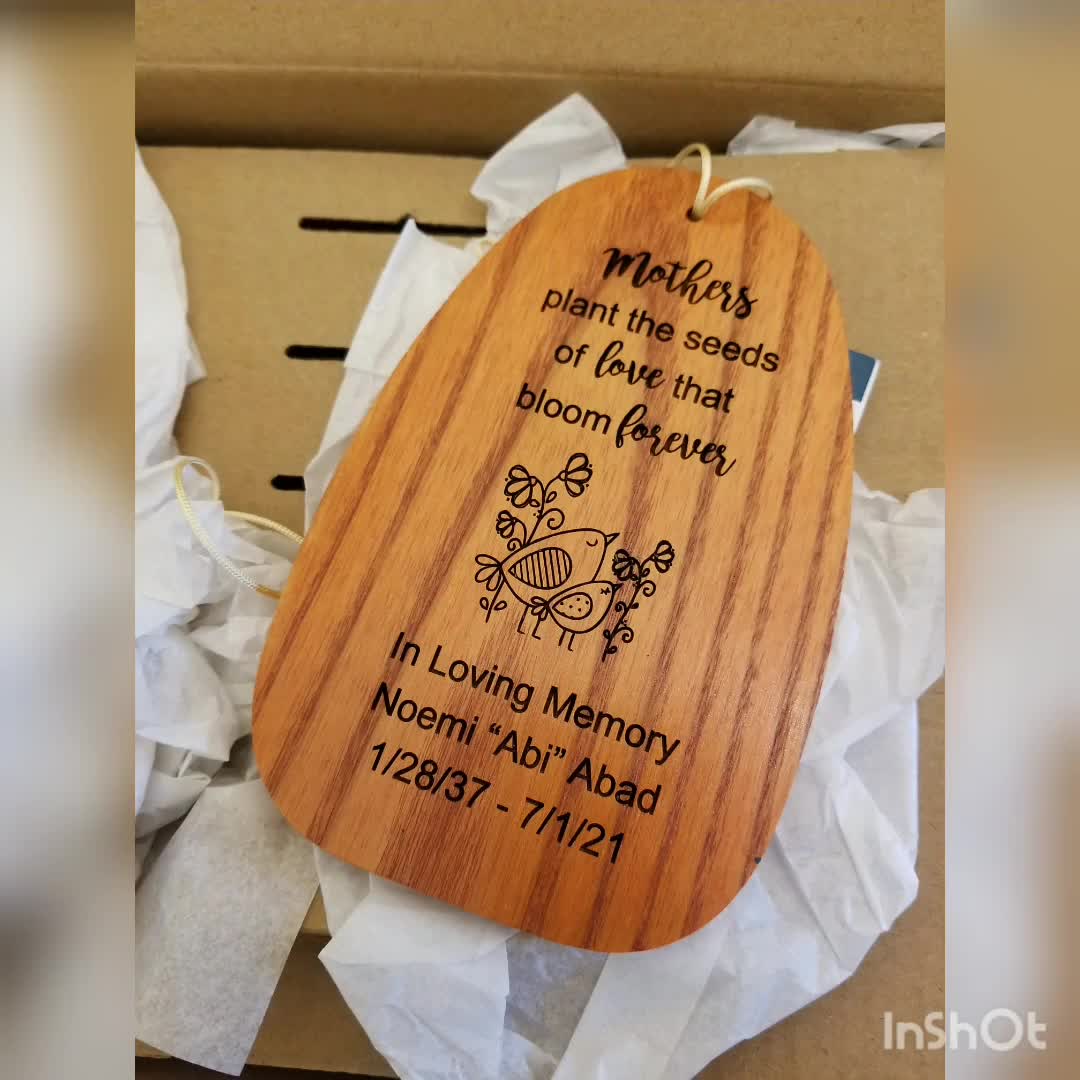 Mothers
plant the seeds
of love that
bloom forever
In Loving Memory
Noemi “Abi” Abad
1/28/37 - 7/1/21
InShOt